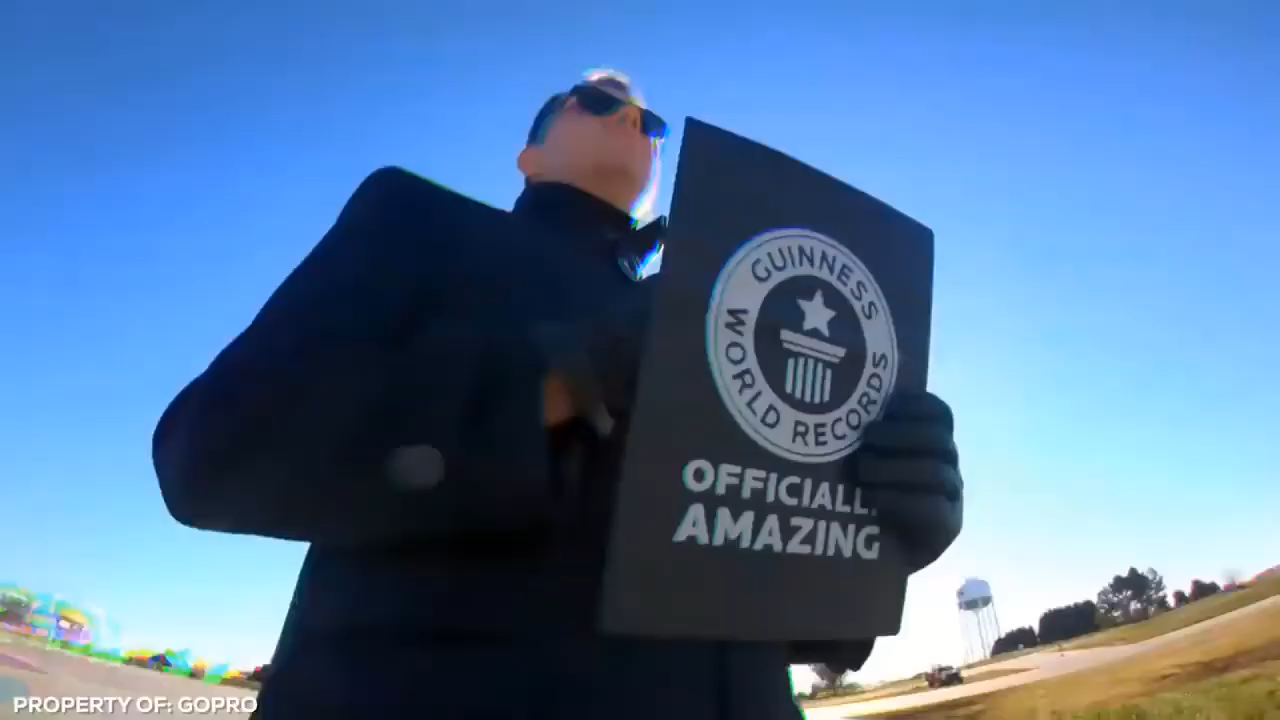 GUINNESS
WORLD RECORDS
OFFICIALL
AMAZING
PROPERTY OF: GOPRO